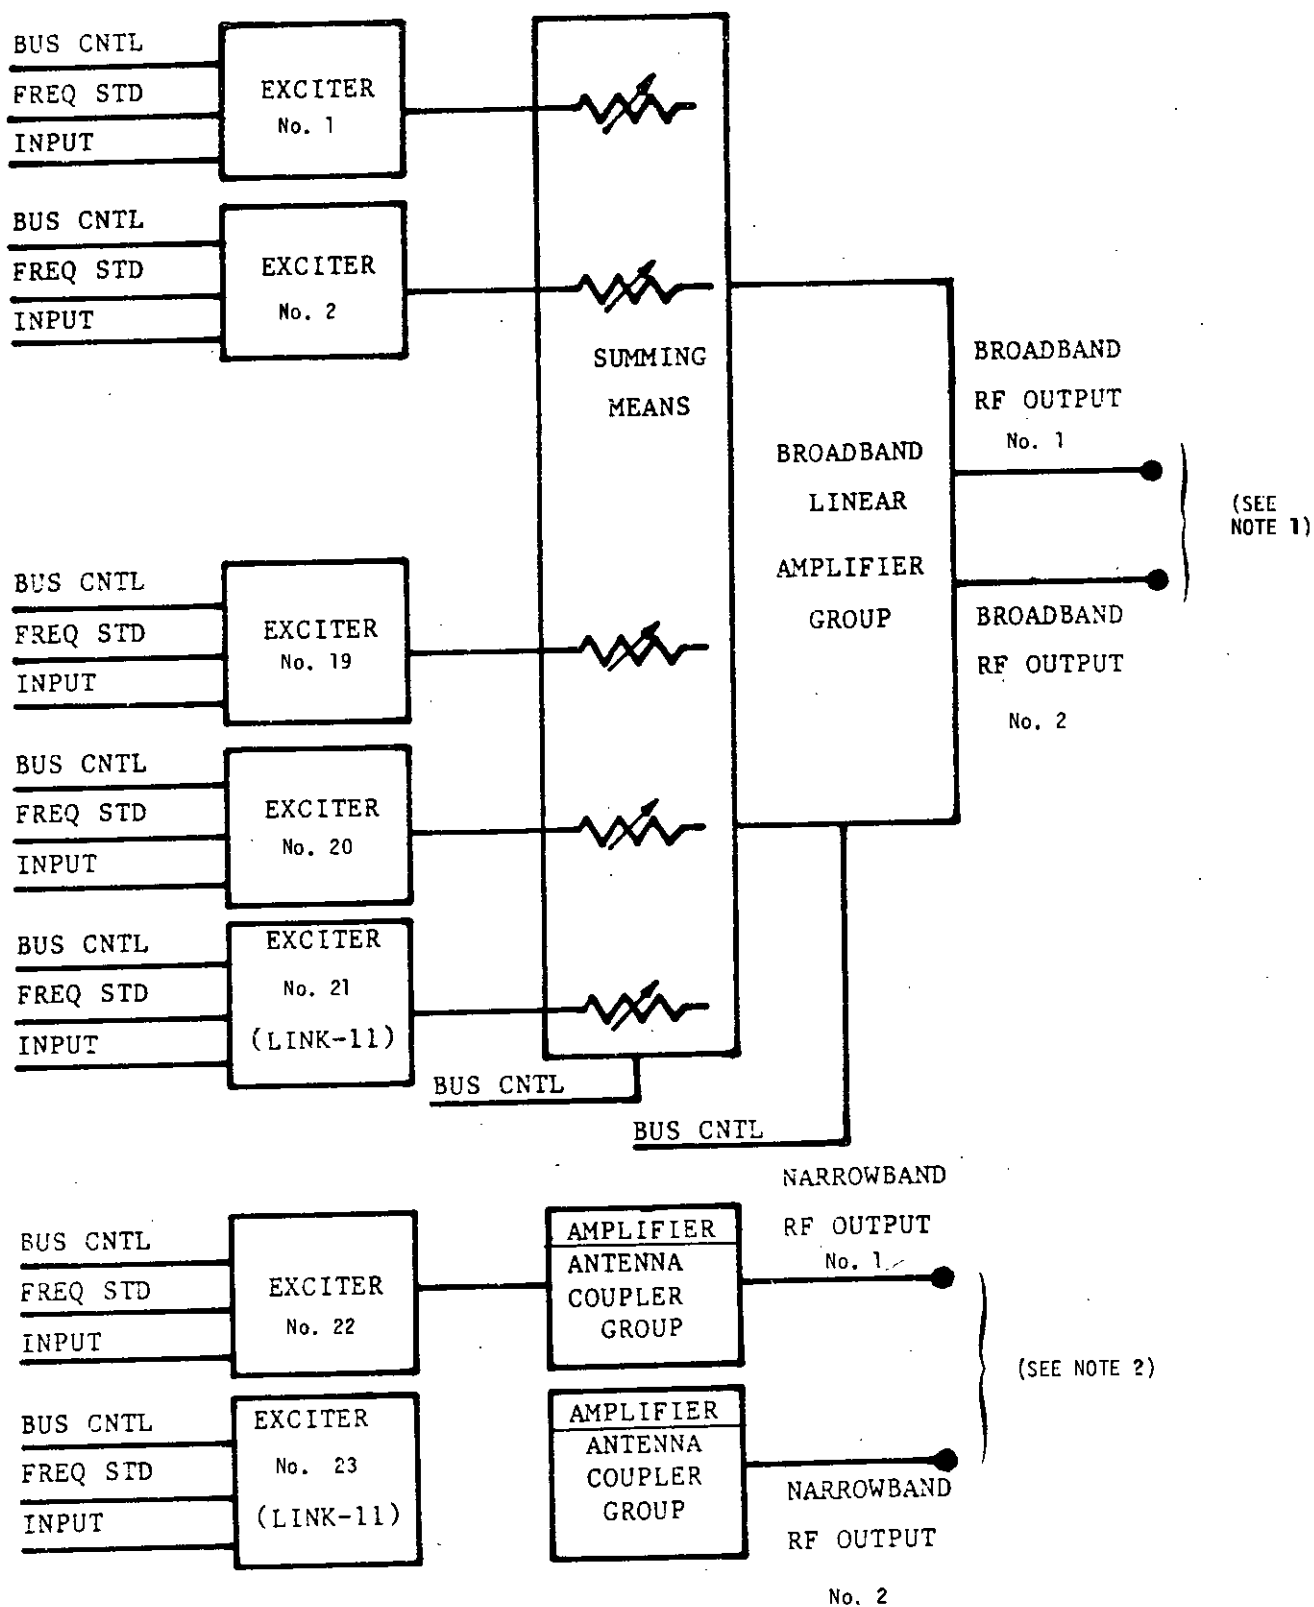 BUS CNTL
FREQ STD
INPUT
EXCITER
No. 1
BUS CNTL
FREQ STD
INPUT
EXCITER
No. 2
SUMMING
MEANS
BROADBAND
LINEAR
AMPLIFIER
GROUP
BROADBAND
RF OUTPUT
No. 1
(SEE
NOTE 1)
BROADBAND
RF OUTPUT
No. 2
BUS CNTL
FREQ STD
INPUT
EXCITER
No. 19
BUS CNTL
FREQ STD
INPUT
EXCITER
No. 20
BUS CNTL
FREQ STD
INPUT
EXCITER
No. 21
(LINK-11)
BUS CNTL
BUS CNTL
BUS CNTL
FREQ STD
INPUT
EXCITER
No. 22
AMPLIFIER
ANTENNA
COUPLER
GROUP
NARROWBAND
RF OUTPUT
No. 1
(SEE NOTE 2)
BUS CNTL
FREQ STD
INPUT
EXCITER
No. 23
(LINK-11)
AMPLIFIER
ANTENNA
COUPLER
GROUP
NARROWBAND
RF OUTPUT
No. 2